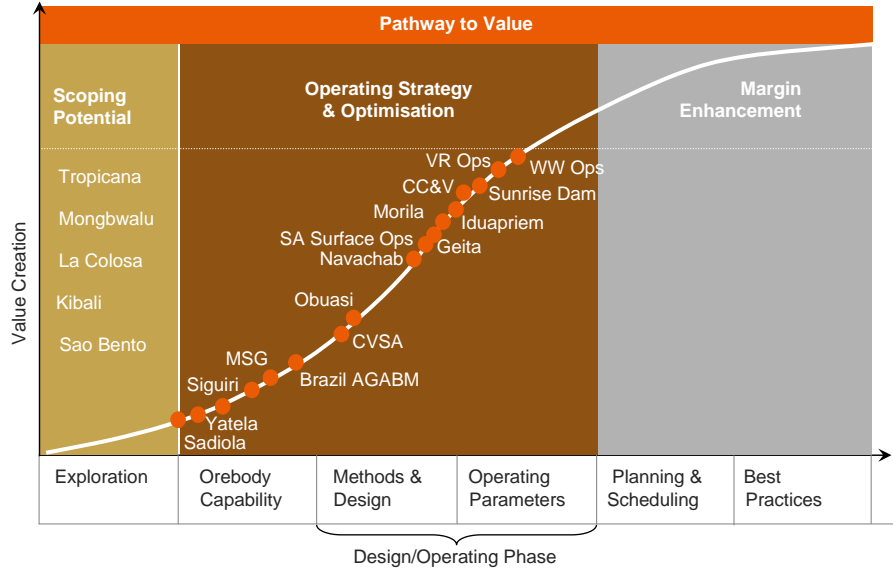 Pathway to Value
Scoping
Potential
Operating Strategy
& Optimisation
Margin
Enhancement
Tropicana
Mongbwalu
La Colosa
Kibali
Sao Bento
VR Ops
WW Ops
CC&V
Sunrise Dam
Morila
Iduapriem
SA Surface Ops
Geita
Navachab
Obuasi
CVSA
MSG
Brazil AGABM
Siguiri
Yatela
Sadiola
Value Creation
Exploration
Orebody
Capability
Methods &
Design
Operating
Parameters
Planning &
Scheduling
Best
Practices
Design/Operating Phase